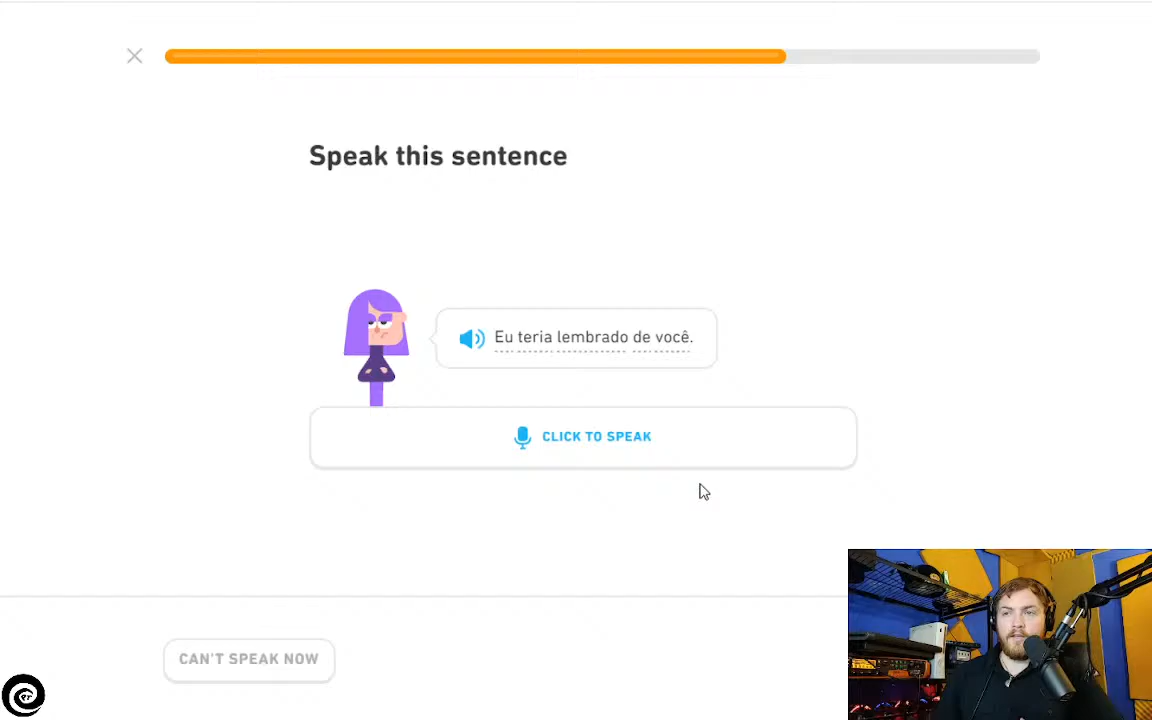 Speak this sentence
Eu teria lembrado de você.
CLICK TO SPEAK
CAN'T SPEAK NOW